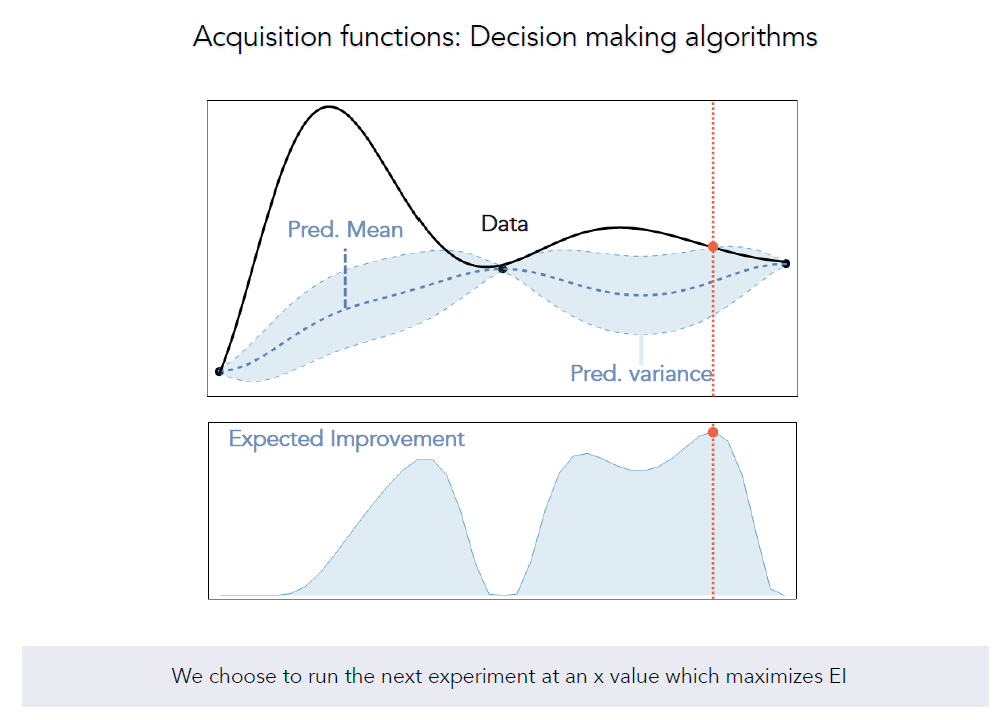 Acquisition functions: Decision making algorithms
Pred. Mean
Data
Pred. variance
Expected Improvement
We choose to run the next experiment at an x value which maximizes EI